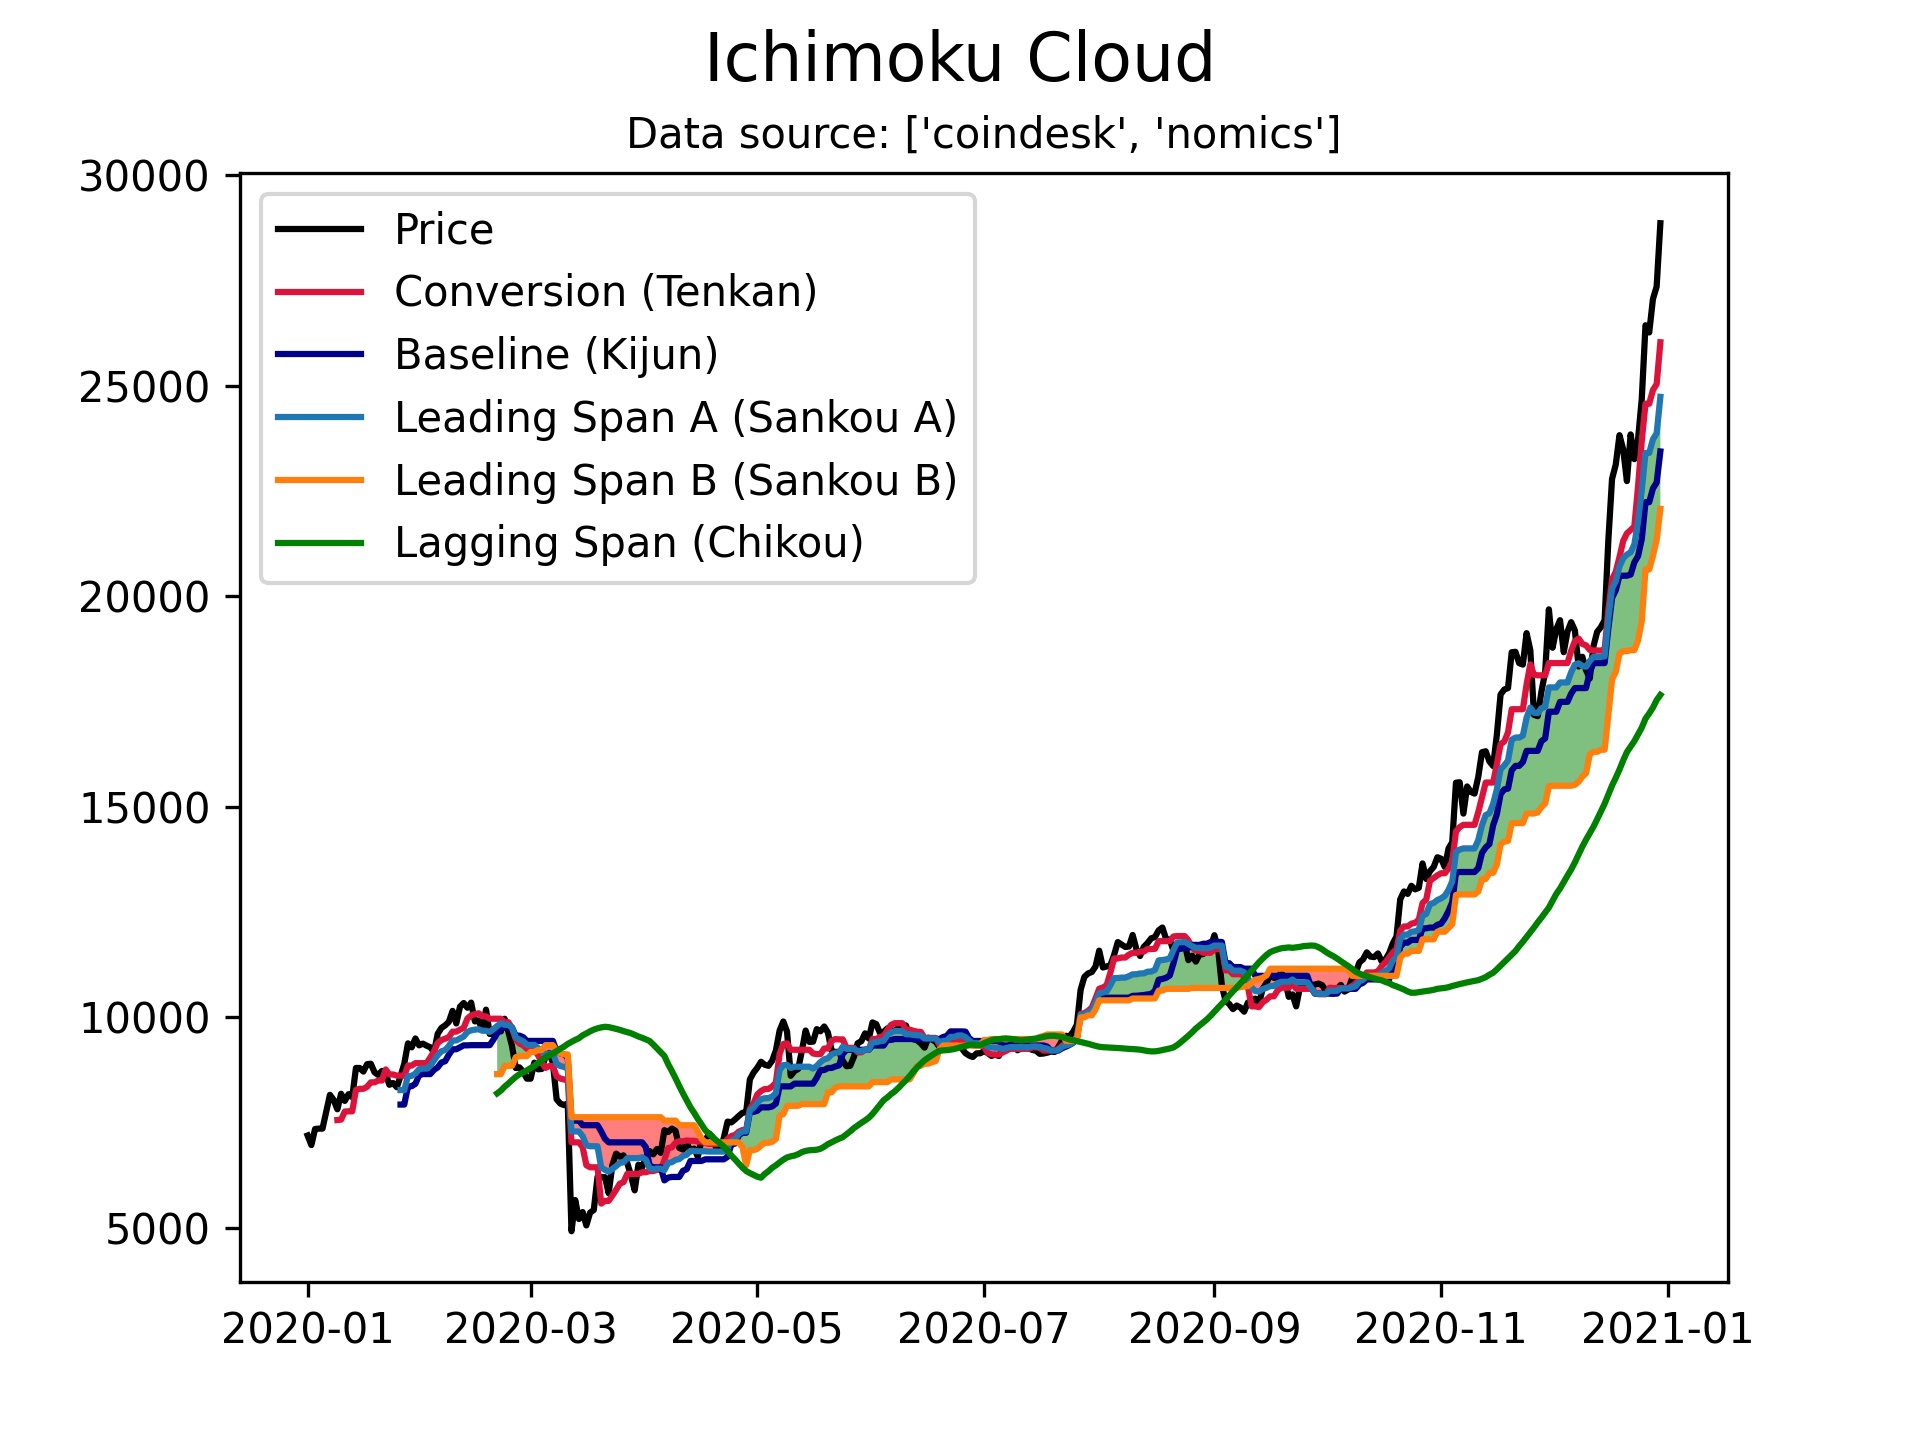 Ichimoku Cloud
Data source: ['coindesk', 'nomics']
30000
25000
20000
15000
10000
5000
Price
Conversion (Tenkan)
Baseline (Kijun)
Leading Span A (Sankou A)
Leading Span B (Sankou B)
Lagging Span (Chikou)
2020-01 2020-03 2020-05 2020-07 2020-09 2020-11 2021-01